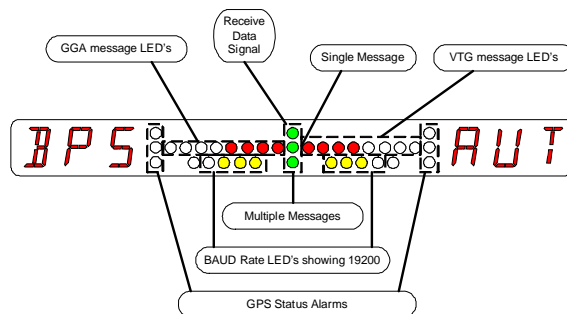 Receive
Data
Signal
GGA message LED's
Single Message
VTG message LED's
BPS
AUT
Multiple Messages
BAUD Rate LED's showing 19200
GPS Status Alarms